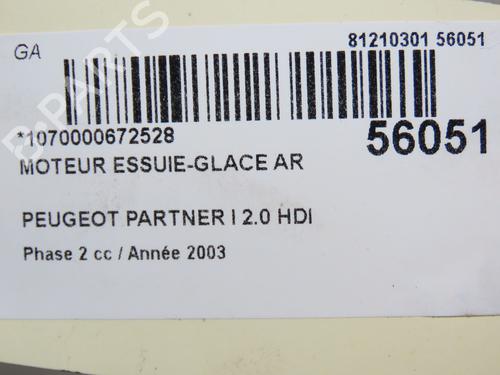 GA
81210301 56051
*1070000672528
56051
MOTEUR ESSUIE-GLACE AR
PEUGEOT PARTNER I 2.0 HDI
Phase 2 cc / Année 2003
B-PARTS